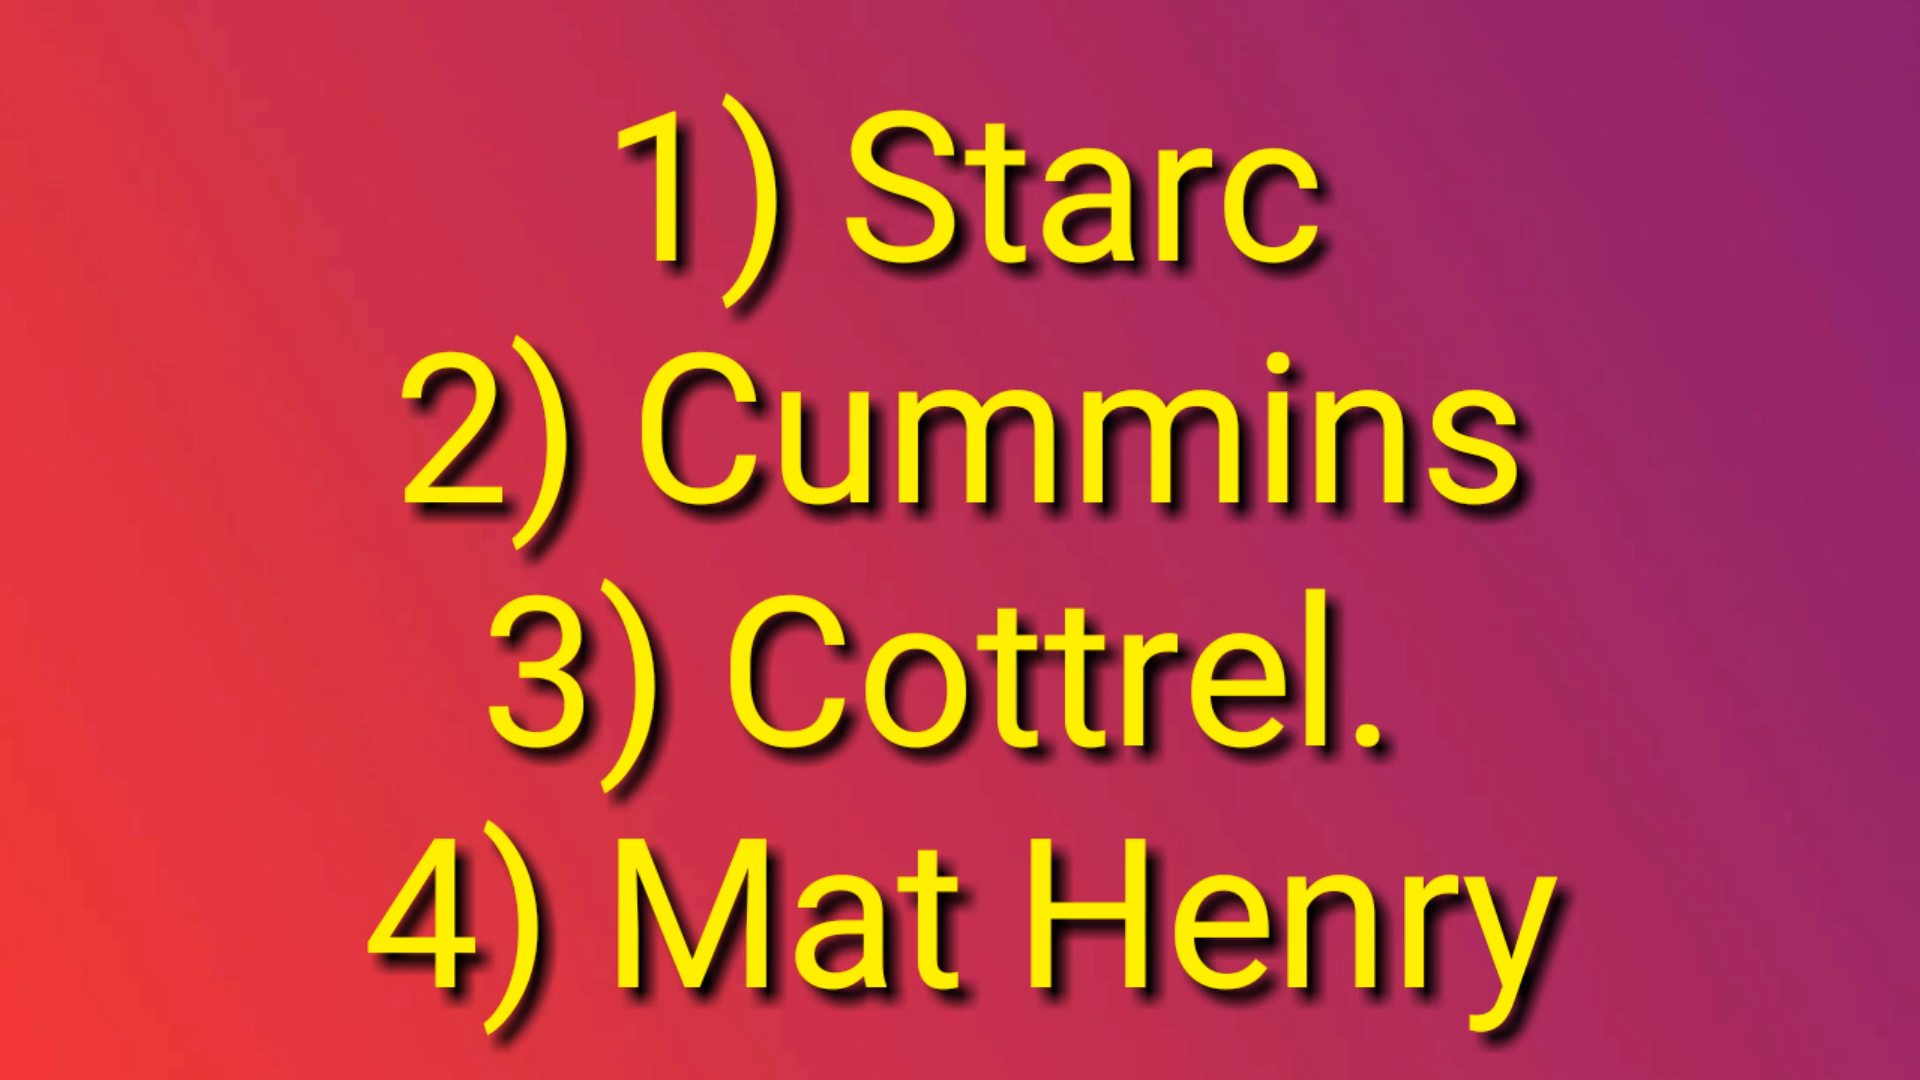 1) Starc
2) Cummins
3) Cottrel.
4) Mat Henry